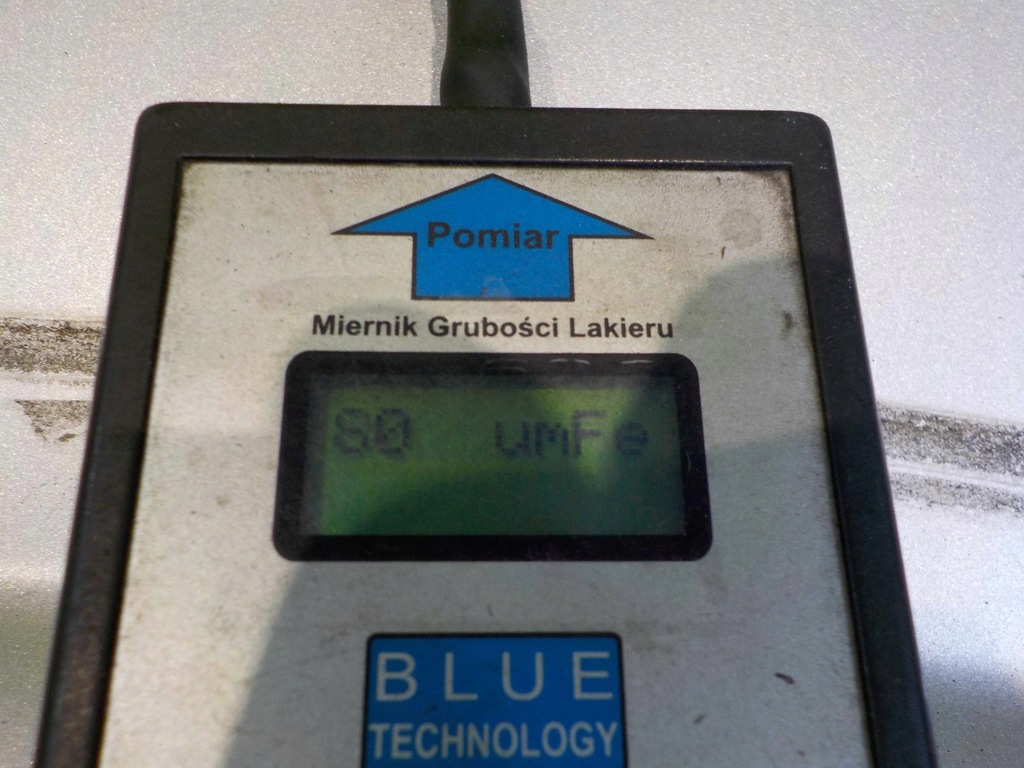 Pomiar
Miernik Grubości Lakieru
80 umFe
BLUE
TECHNOLOGY